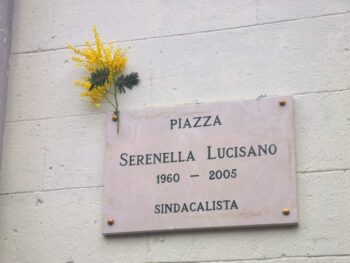 PIAZZA
SERENELLA LUCISANO
1960 – 2005
SINDACALISTA